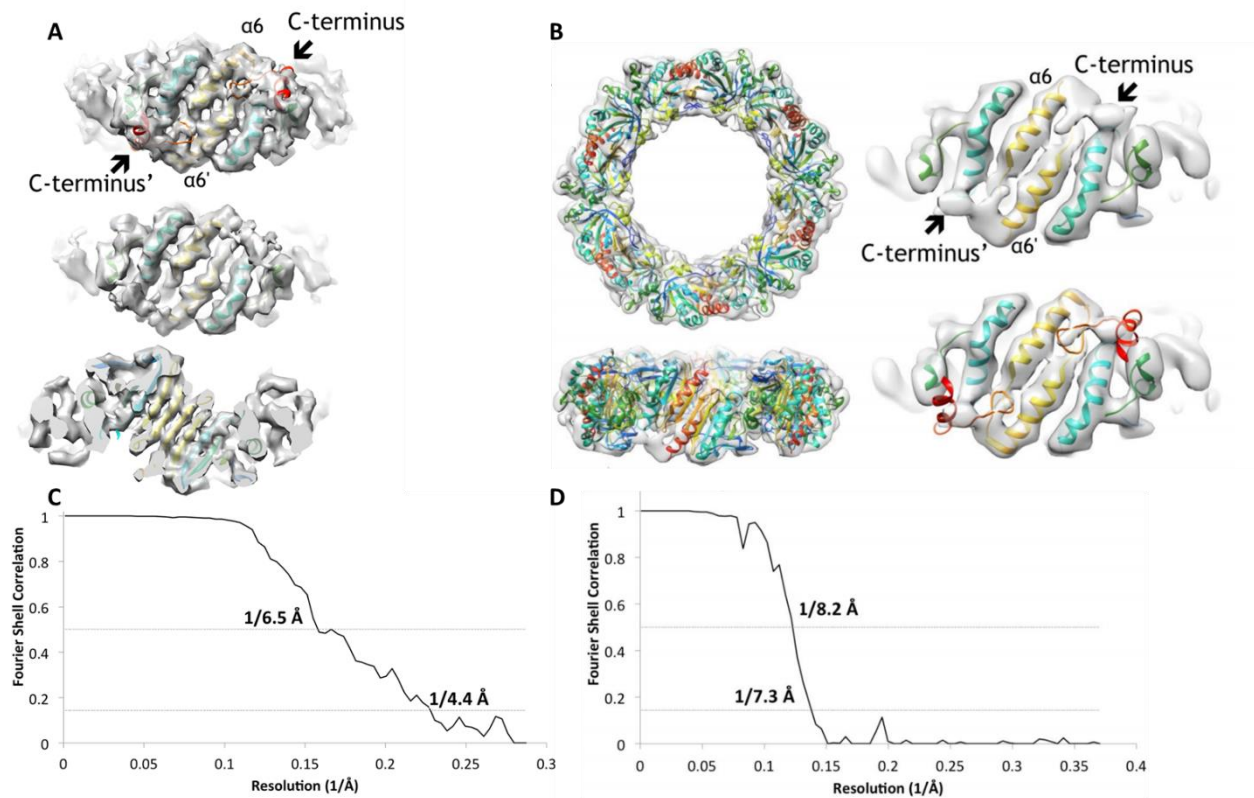 A
α6
C-terminus
C-terminus’
α6'
B
α6
C-terminus
C-terminus’
α6'
C
1
0.8
0.6
0.4
0.2
0
Fourier Shell Correlation
1/6.5 Å
1/4.4 Å
0 0.05 0.1 0.15 0.2 0.25 0.3
Resolution (1/Å)
D
1
0.8
0.6
0.4
0.2
0
Fourier Shell Correlation
1/8.2 Å
1/7.3 Å
0 0.05 0.1 0.15 0.2 0.25 0.3 0.35 0.4
Resolution (1/Å)